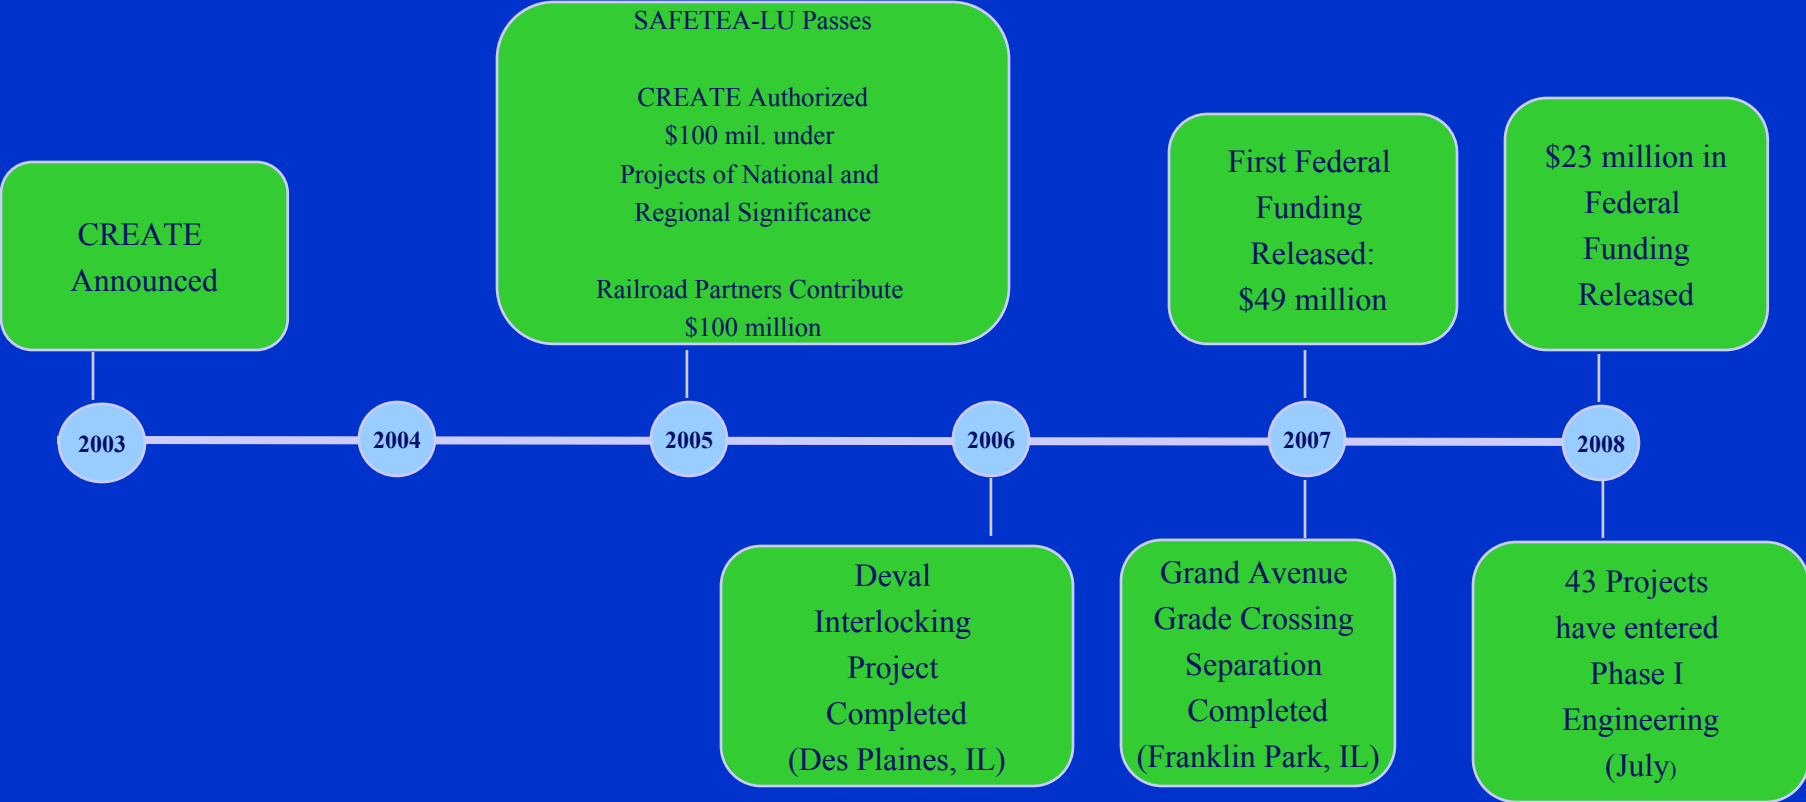 SAFETEA-LU Passes
CREATE Authorized
$100 mil. under
Projects of National and
Regional Significance
Railroad Partners Contribute
$100 million
CREATE
Announced
First Federal
Funding
Released:
$49 million
$23 million in
Federal
Funding
Released
2003
2004
2005
2006
2007
2008
Deval
Interlocking
Project
Completed
(Des Plaines, IL)
Grand Avenue
Grade Crossing
Separation
Completed
(Franklin Park, IL)
43 Projects
have entered
Phase I
Engineering
(July)